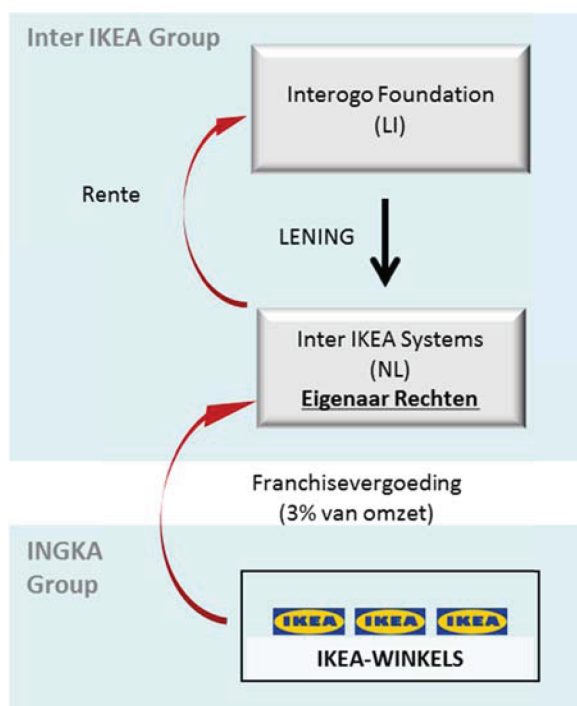 Inter IKEA Group
Interogo Foundation
(LI)
Rente
LENING
Inter IKEA Systems
(NL)
Eigenaar Rechten
Franchisevergoeding
(3% van omzet)
INGKA
Group
IKEA IKEA IKEA
IKEA-WINKELS